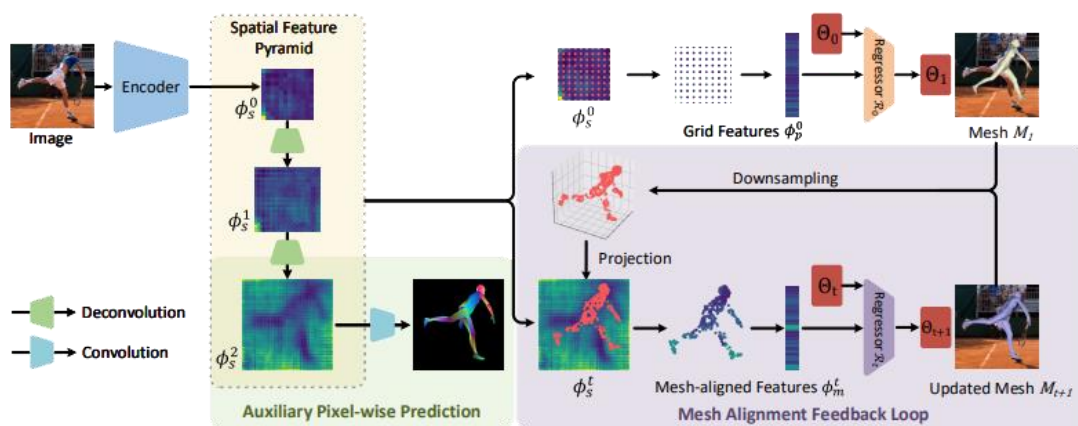 Spatial Feature
Pyramid
Encoder
Image
ϕ_s^0
ϕ_s^1
ϕ_s^2
Deconvolution
Convolution
Auxiliary Pixel-wise Prediction
ϕ_s^0
Grid Features ϕ_p^0
Θ_0
Regressor R_0
Θ_1
Mesh M_1
Downsampling
Projection
ϕ_s^t
Mesh-aligned Features ϕ_m^t
Θ_t
Regressor R_t
Θ_{t+1}
Updated Mesh M_{t+1}
Mesh Alignment Feedback Loop